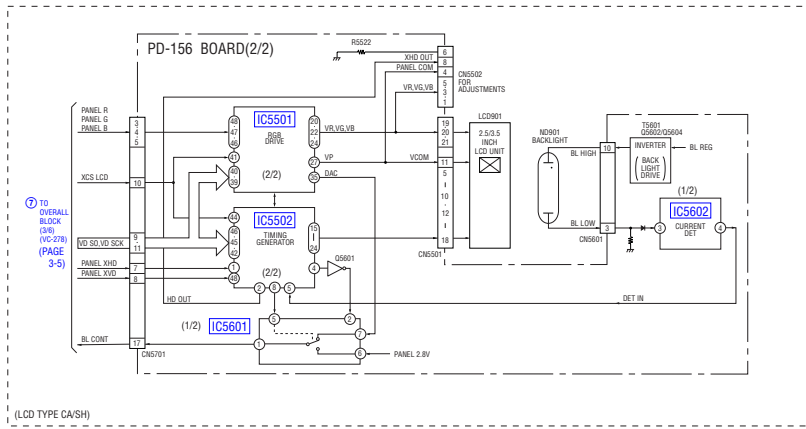 PD-156 BOARD(2/2)
R5522
6
XHD OUT
8
PANEL COM
4
5
3
1
CN5502
FOR
ADJUSTMENTS
VR,VG,VB
PANEL R
PANEL G
PANEL B
3
4
5
48
47
46
IC5501
RGB
DRIVE
(2/2)
20
22
24
VR,VG,VB
19
20
21
LCD901
2.5/3.5
INCH
LCD UNIT
41
40
39
27
VP
VCOM
11
35
DAC
5
10
12
18
CN5501
XCS LCD
10
7 TO
OVERALL
BLOCK
(3/6)
(VC-278)
(PAGE
3-5)
VD SO,VD SCK
9
11
44
46
45
42
IC5502
TIMING
GENERATOR
(2/2)
15
24
PANEL XHD
7
1
PANEL XVD
8
48
4
Q5601
2
8
5
HD OUT
DET IN
(1/2)
IC5601
5
2
1
7
6
PANEL 2.8V
BL CONT
17
CN5701
ND901
BACKLIGHT
BL HIGH
10
T5601
Q5602/Q5604
INVERTER
BACK
LIGHT
DRIVE
BL REG
BL LOW
3
CN5601
(1/2)
IC5602
CURRENT
DET
3
4
(LCD TYPE CA/SH)